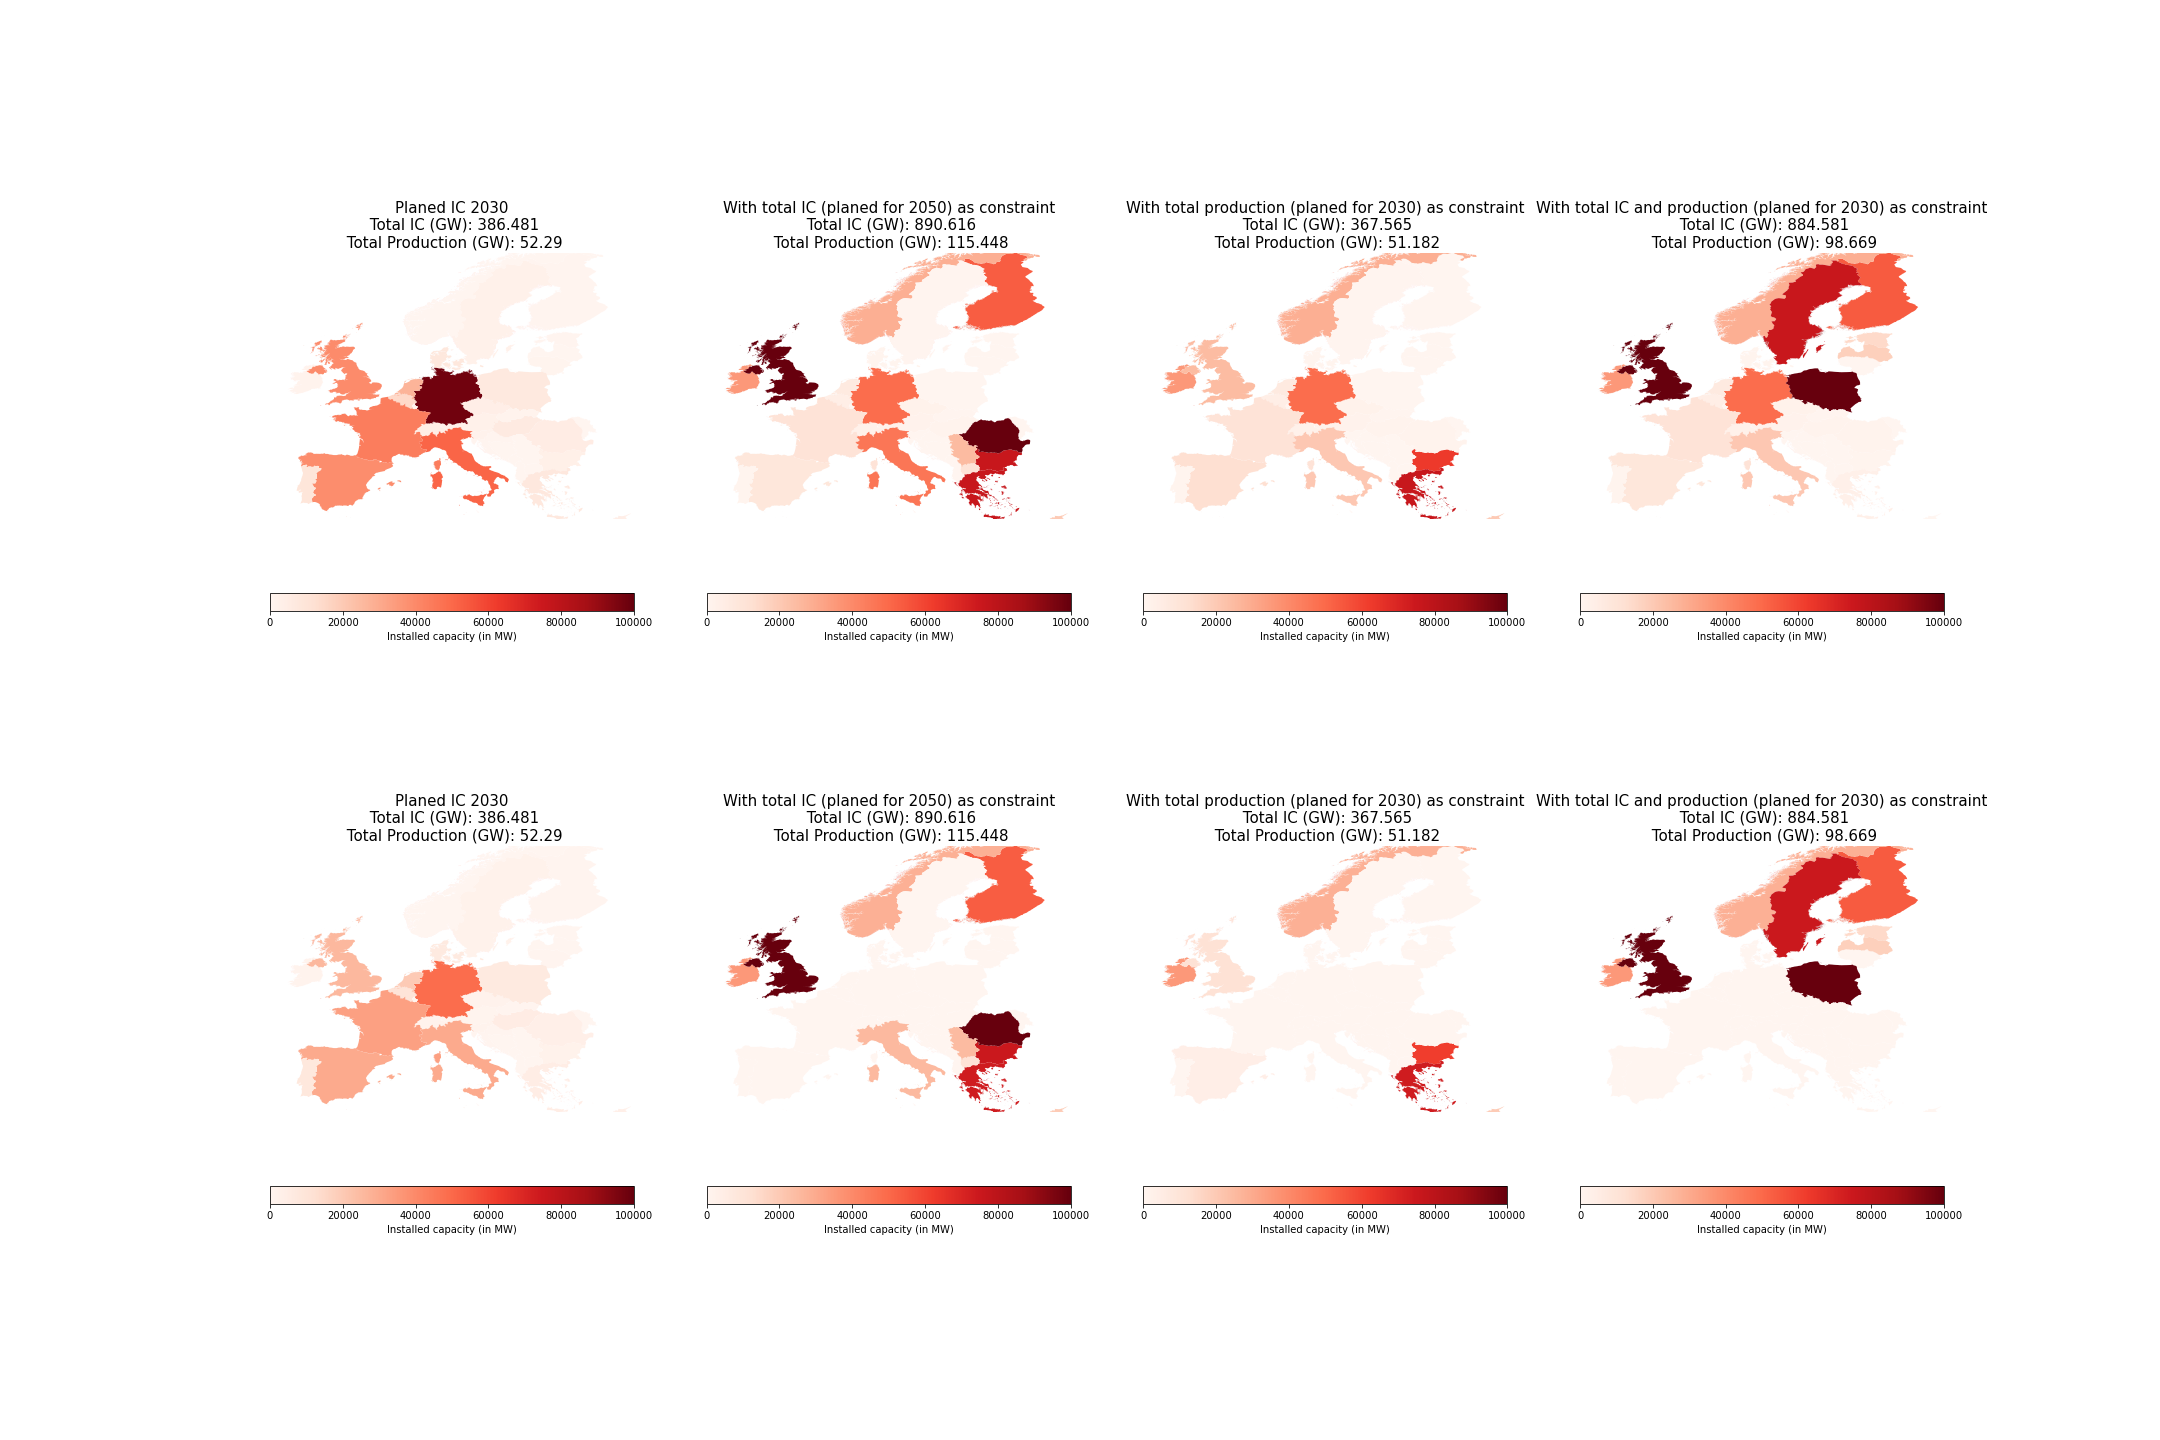 Planed IC 2030
Total IC (GW): 386.481
Total Production (GW): 52.29
With total IC (planed for 2050) as constraint
Total IC (GW): 890.616
Total Production (GW): 115.448
With total production (planed for 2030) as constraint
Total IC (GW): 367.565
Total Production (GW): 51.182
With total IC and production (planed for 2030) as constraint
Total IC (GW): 884.581
Total Production (GW): 98.669
0 20000 40000 60000 80000 100000
Installed capacity (in MW)
0 20000 40000 60000 80000 100000
Installed capacity (in MW)
0 20000 40000 60000 80000 100000
Installed capacity (in MW)
0 20000 40000 60000 80000 100000
Installed capacity (in MW)
Planed IC 2030
Total IC (GW): 386.481
Total Production (GW): 52.29
With total IC (planed for 2050) as constraint
Total IC (GW): 890.616
Total Production (GW): 115.448
With total production (planed for 2030) as constraint
Total IC (GW): 367.565
Total Production (GW): 51.182
With total IC and production (planed for 2030) as constraint
Total IC (GW): 884.581
Total Production (GW): 98.669
0 20000 40000 60000 80000 100000
Installed capacity (in MW)
0 20000 40000 60000 80000 100000
Installed capacity (in MW)
0 20000 40000 60000 80000 100000
Installed capacity (in MW)
0 20000 40000 60000 80000 100000
Installed capacity (in MW)